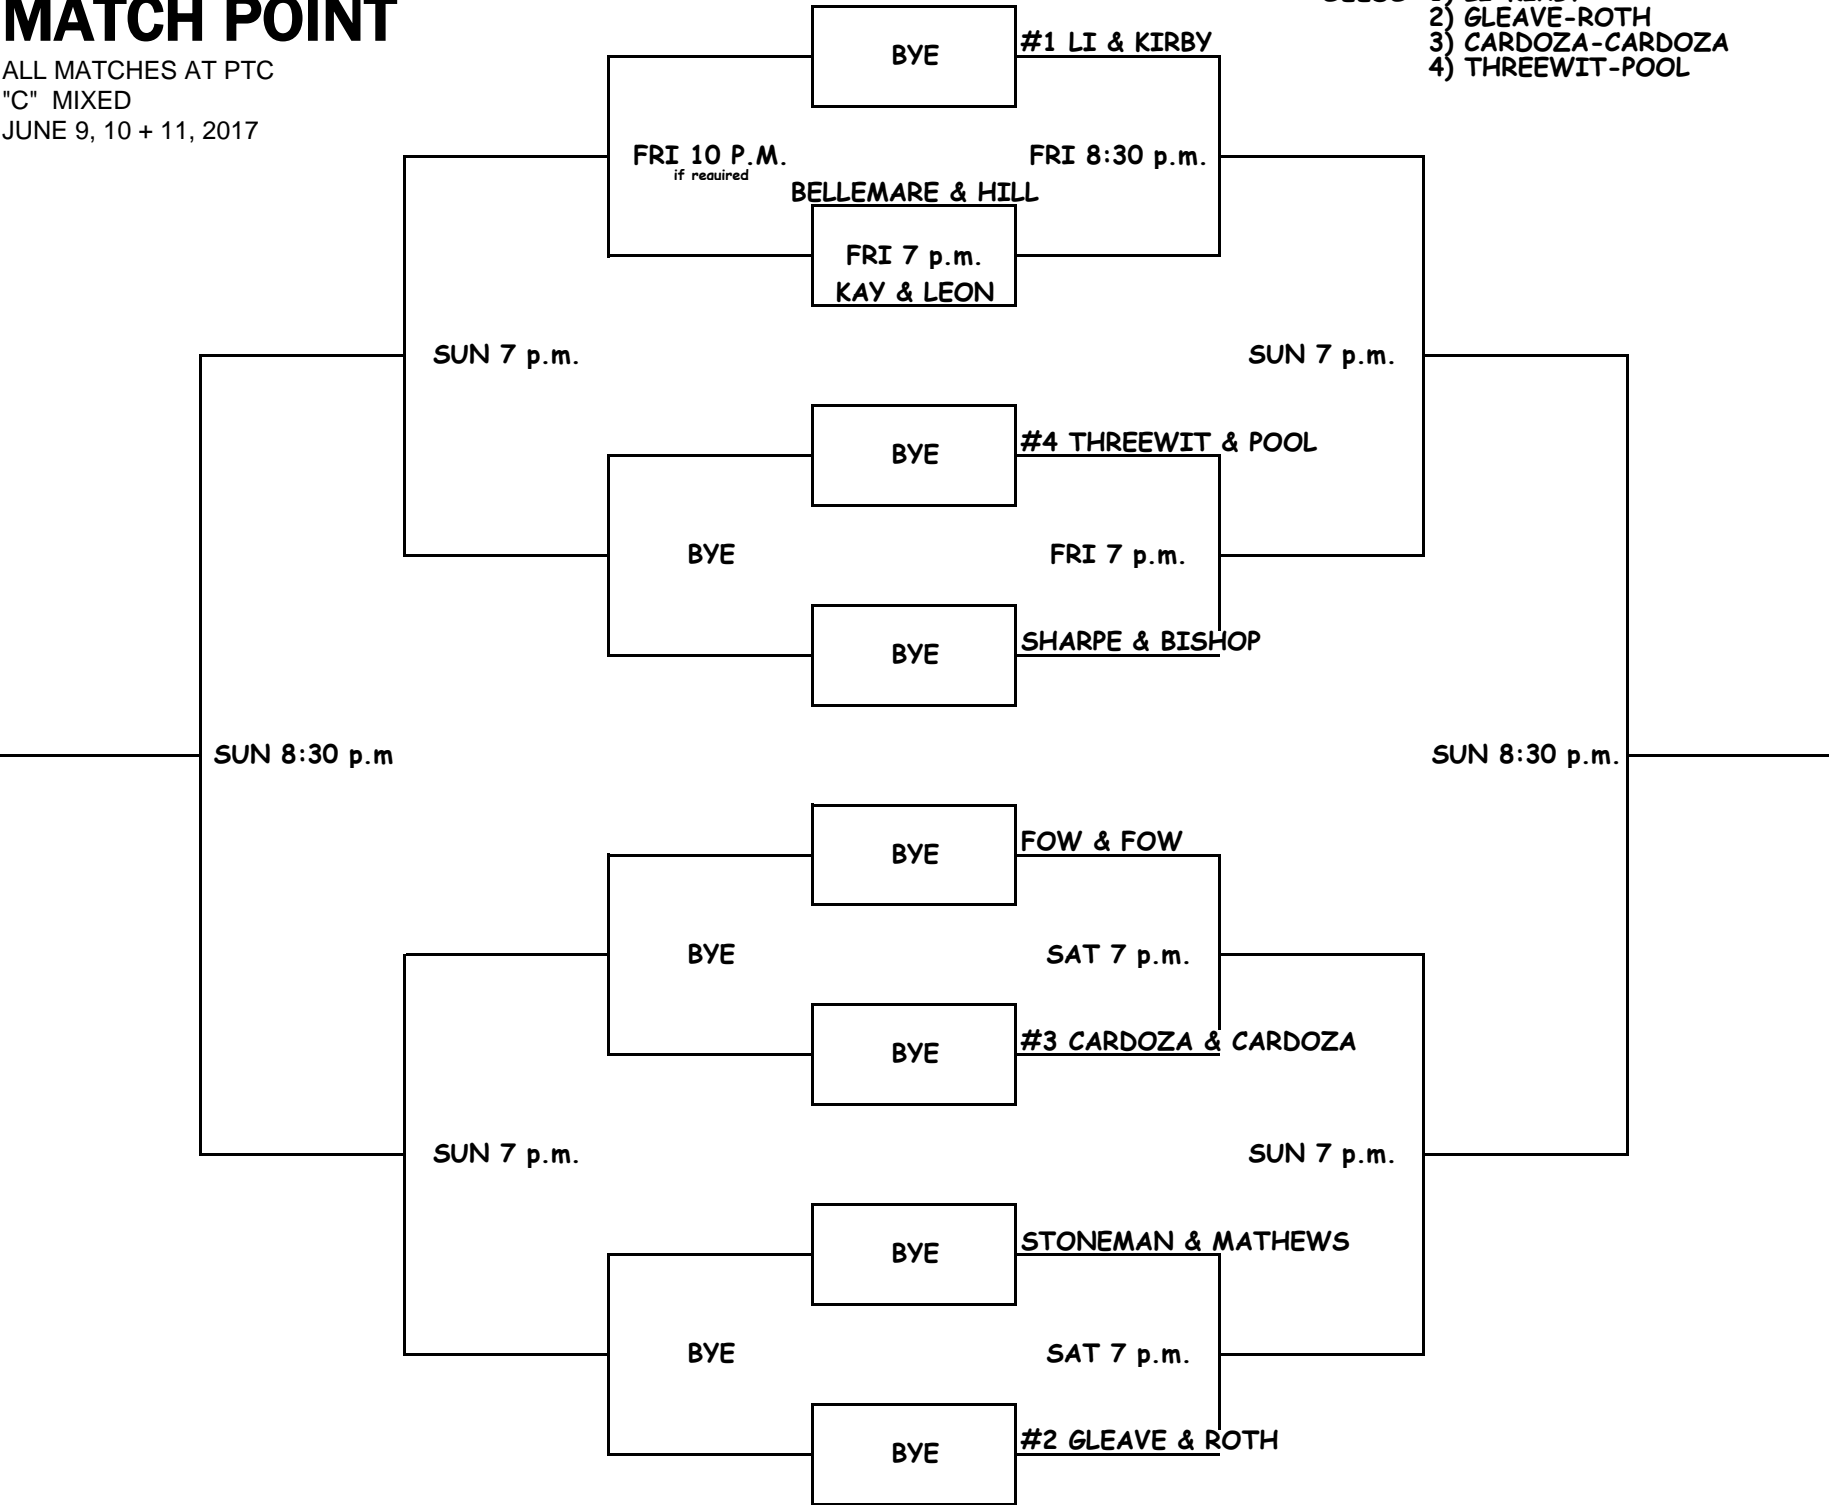 MATCH POINT
ALL MATCHES AT PTC
"C" MIXED
JUNE 9, 10 + 11, 2017
2) GLEAVE-ROTH
3) CARDOZA-CARDOZA
4) THREEWIT-POOL
BYE
#1 LI & KIRBY
FRI 10 P.M.
if required
FRI 8:30 p.m.
BELLEMARE & HILL
FRI 7 p.m.
KAY & LEON
SUN 7 p.m.
SUN 7 p.m.
BYE
#4 THREEWIT & POOL
BYE
FRI 7 p.m.
BYE
SHARPE & BISHOP
SUN 8:30 p.m
SUN 8:30 p.m.
BYE
FOW & FOW
BYE
SAT 7 p.m.
BYE
#3 CARDOZA & CARDOZA
SUN 7 p.m.
SUN 7 p.m.
BYE
STONEMAN & MATHEWS
BYE
SAT 7 p.m.
BYE
#2 GLEAVE & ROTH